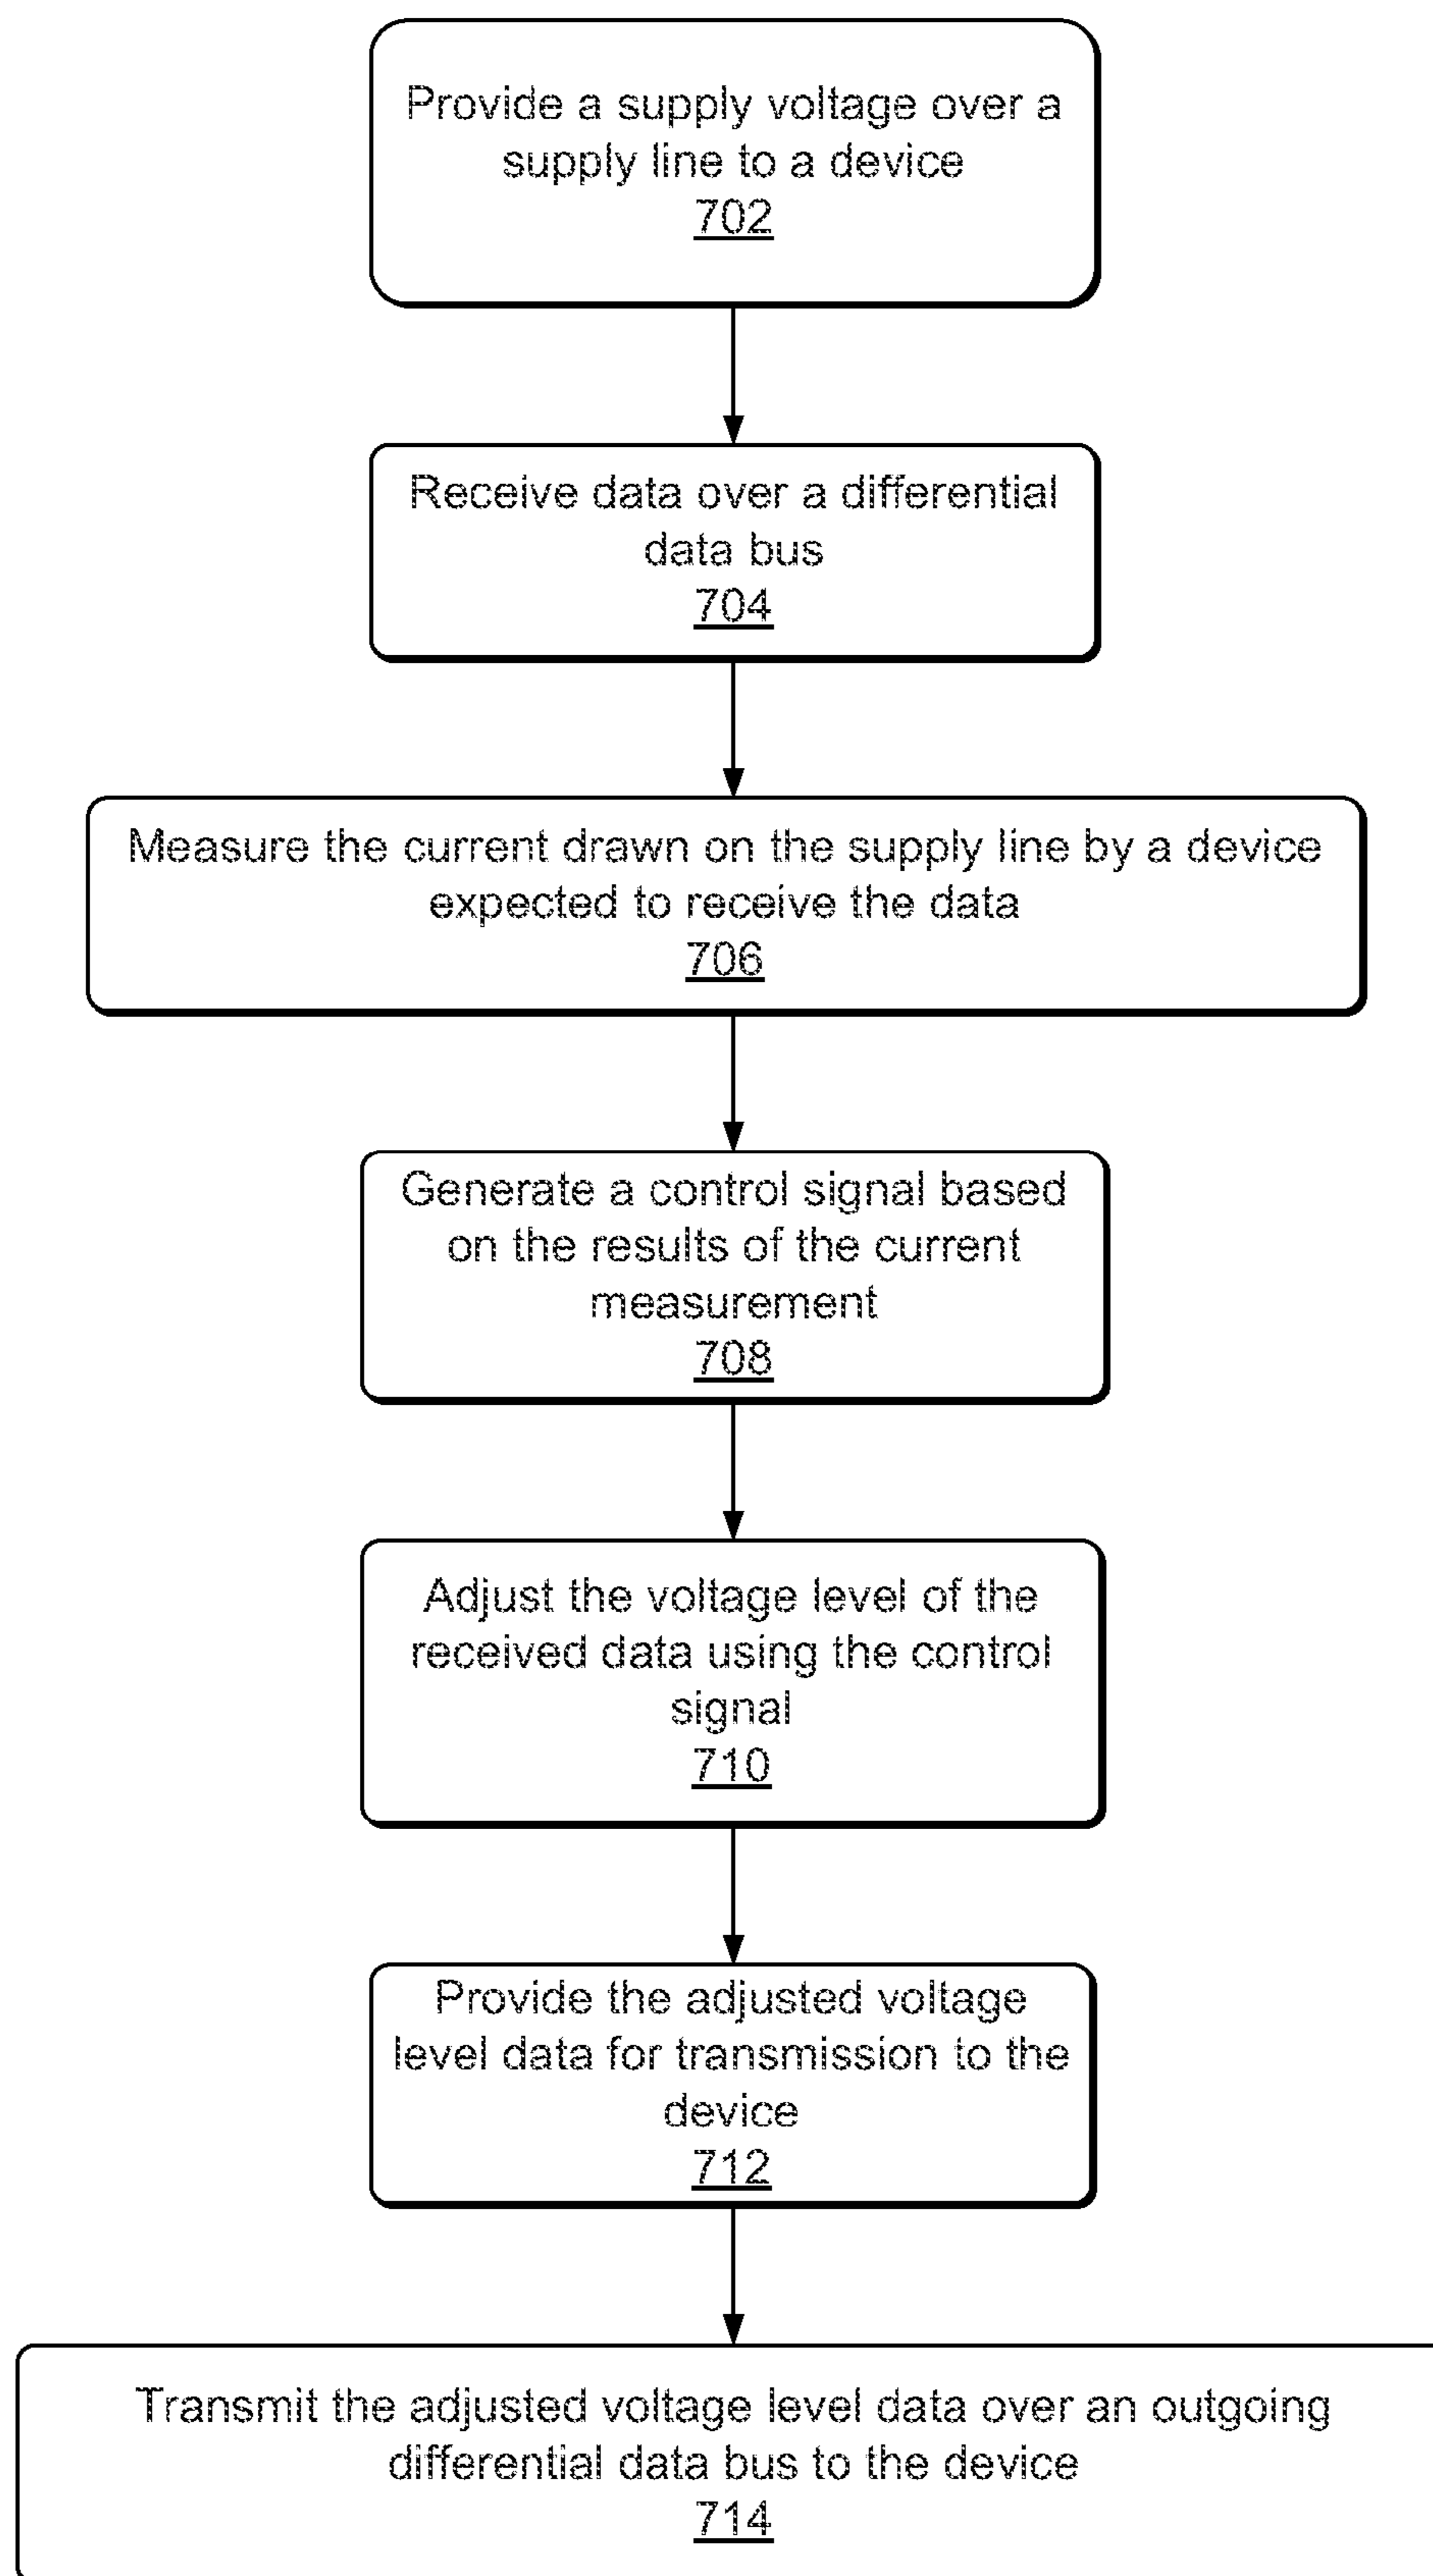 Provide a supply voltage over a
supply line to a device
702
Receive data over a differential
data bus
704
Measure the current drawn on the supply line by a device
expected to receive the data
706
Generate a control signal based
on the results of the current
measurement
708
Adjust the voltage level of the
received data using the control
signal
710
Provide the adjusted voltage
level data for transmission to the
device
712
Transmit the adjusted voltage level data over an outgoing
differential data bus to the device
714